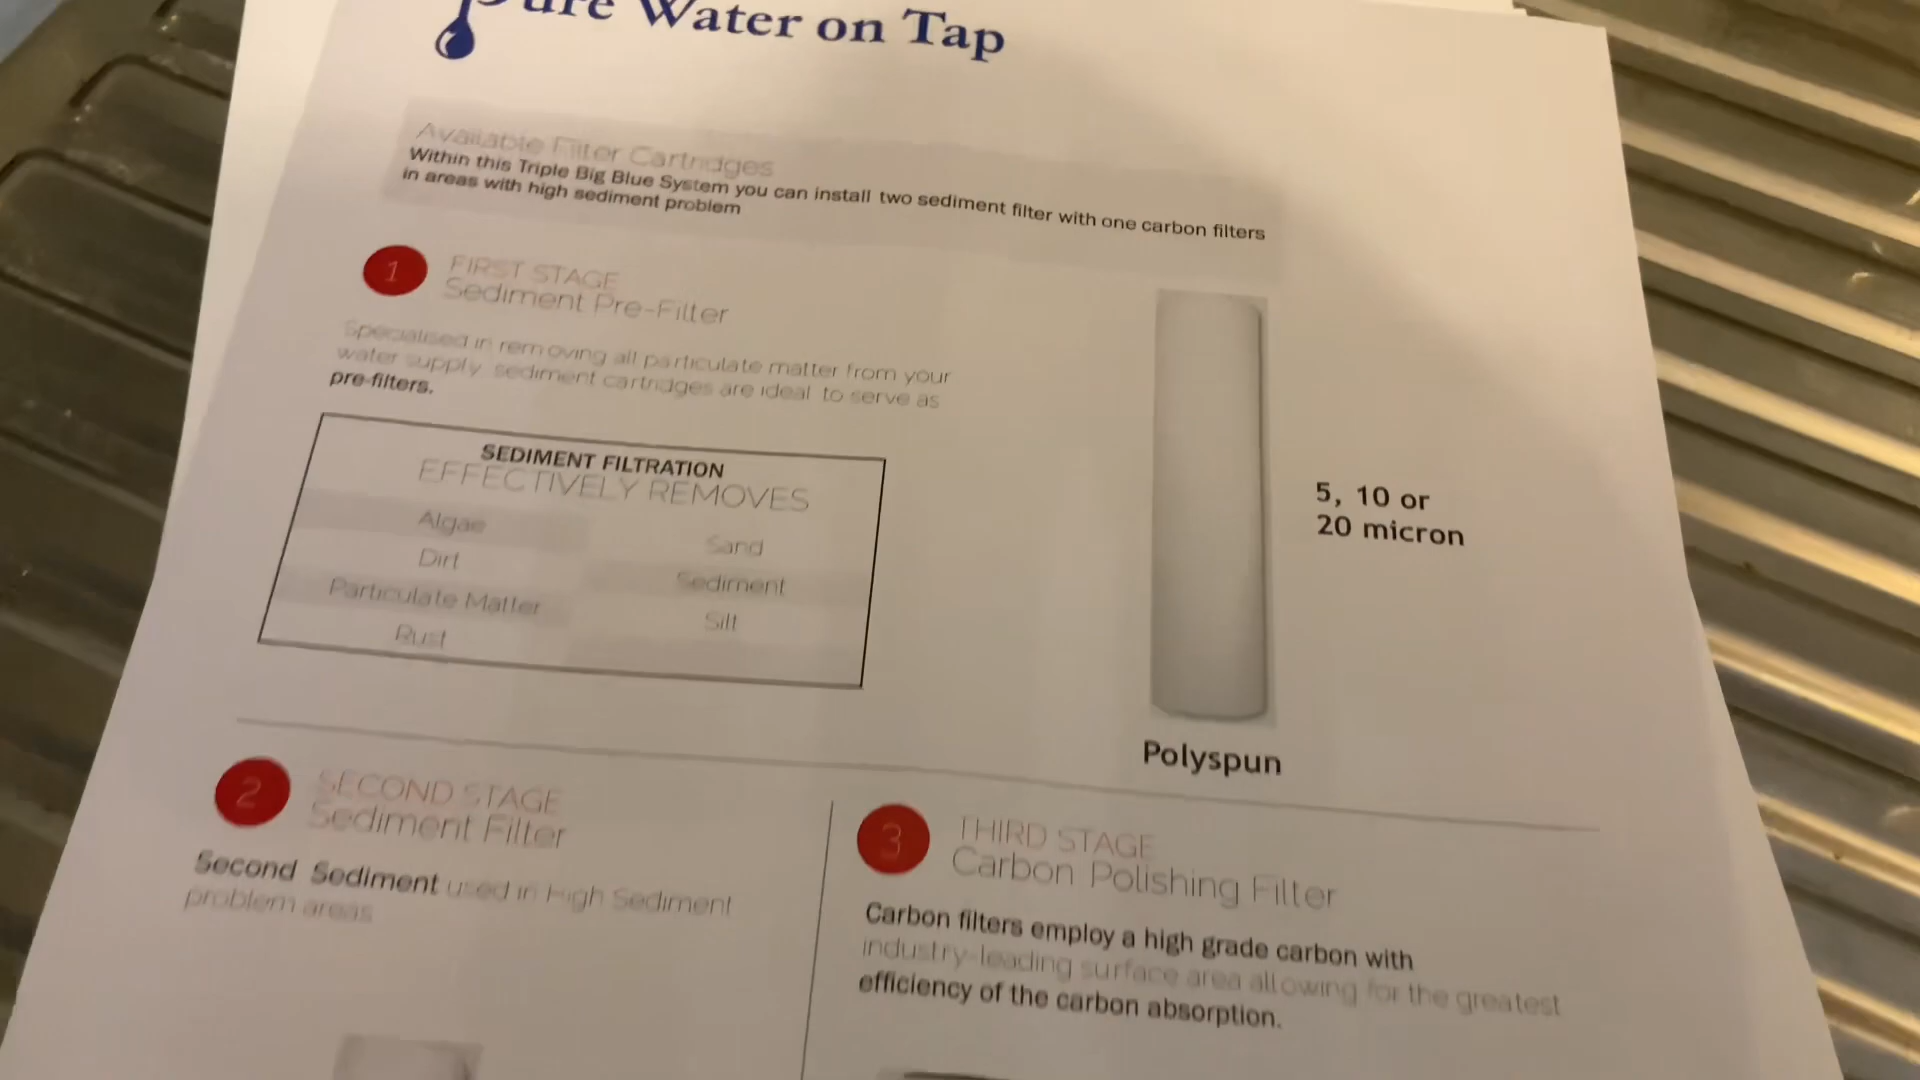 Pure Water on Tap
Available Filter Cartridges
Within this Triple Big Blue System you can install two sediment filter with one carbon filters
in areas with high sediment problem
1
FIRST STAGE
Sediment Pre-Filter
Specialised in removing all particulate matter from your
water supply, sediment cartridges are ideal to serve as
pre-filters.
SEDIMENT FILTRATION
EFFECTIVELY REMOVES
Algae
Sand
Dirt
Sediment
Particulate Matter
Silt
Rust
5, 10 or
20 micron
Polyspun
2
SECOND STAGE
Sediment Filter
Second Sediment used in High Sediment
problem areas
3
THIRD STAGE
Carbon Polishing Filter
Carbon filters employ a high grade carbon with
industry-leading surface area allowing for the greatest
efficiency of the carbon absorption.